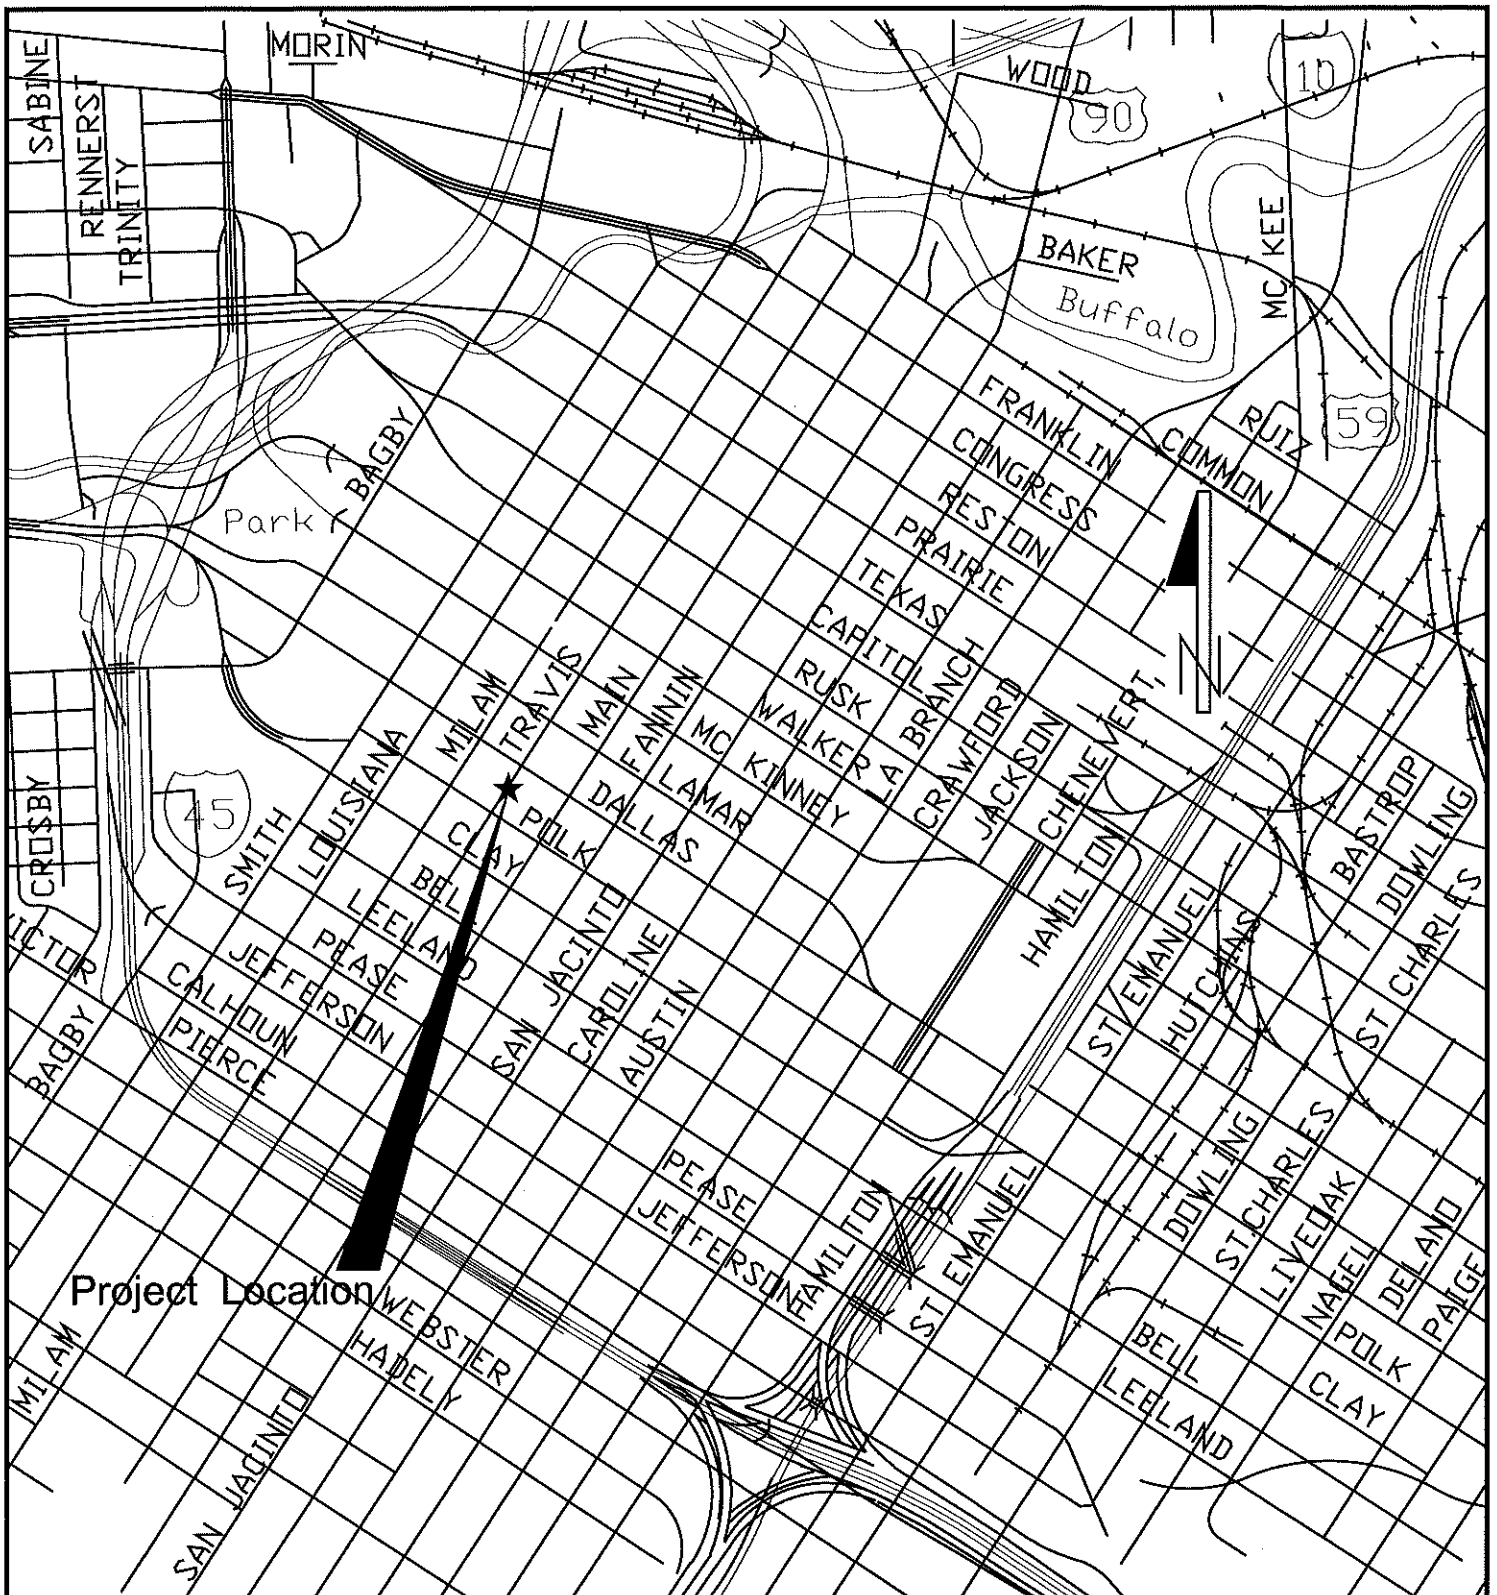 MORIN
WOOD
90
10
SABINE
RENNERST
TRINITY
MC KEE
BAKER
Buffalo
FRANKLIN
CONGRESS
RESTON
PRAIRIE
TEXAS
CAPITOL
RUSK
WALKER
MC KINNEY
LAMAR
DALLAS
POLK
CLAY
BELL
LEELAND
PEASE
JEFFERSON
CALHOUN
PIERCE
COMMON
RUIZ
59
BAGBY
Park
N
MILAM
TRAVIS
MAIN
FANNIN
LA BRANCH
CRAWFORD
JACKSON
CHENEVERT,
HAMILTON
LOUISIANA
SMITH
45
CROSBY
VICTOR
BAGBY
SAN JACINTO
CAROLINE
AUSTIN
ST EMANUEL
HUTCHINS
BASTROP
DOWLING
ST CHARLES
PEASE
JEFFERSON
HAMILTON
ST EMANUEL
DOWLING
ST.CHARLES
LIVEOAK
NAGEL
DELANO
PAIGE
POLK
CLAY
BELL
LEELAND
Project Location
WEBSTER
HADELY
MILAM
SAN JACINTO